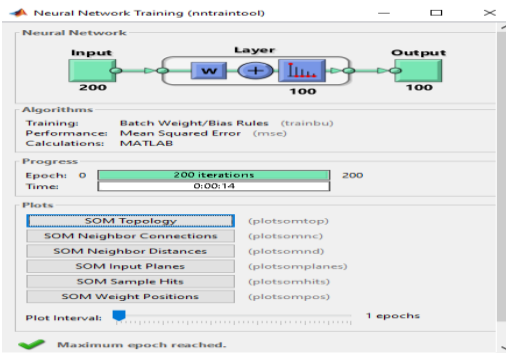 Neural Network Training (nntraintool)
Neural Network
Input
Layer
Output
W
+
200
100
100
Algorithms
Training: Batch Weight/Bias Rules (trainbu)
Performance: Mean Squared Error (mse)
Calculations: MATLAB
Progress
Epoch: 0 200 iterations 200
Time: 0:00:14
Plots
SOM Topology (plotsomtop)
SOM Neighbor Connections (plotsomnc)
SOM Neighbor Distances (plotsomnd)
SOM Input Planes (plotsomplanes)
SOM Sample Hits (plotsomhits)
SOM Weight Positions (plotsompos)
Plot Interval: 1 epochs
Maximum epoch reached.